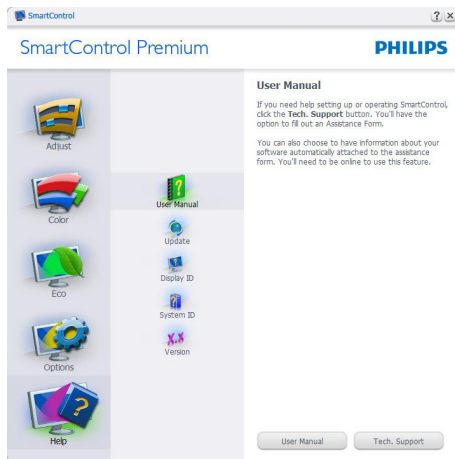 SmartControl
SmartControl Premium
PHILIPS
Adjust
Color
Eco
Options
Help
User Manual
Update
Display ID
System ID
X.X
Version
User Manual
If you need help setting up or operating SmartControl,
click the Tech. Support button. You'll have the
option to fill out an Assistance Form.
You can also choose to have information about your
software automatically attached to the assistance
form. You'll need to be online to use this feature.
User Manual
Tech. Support